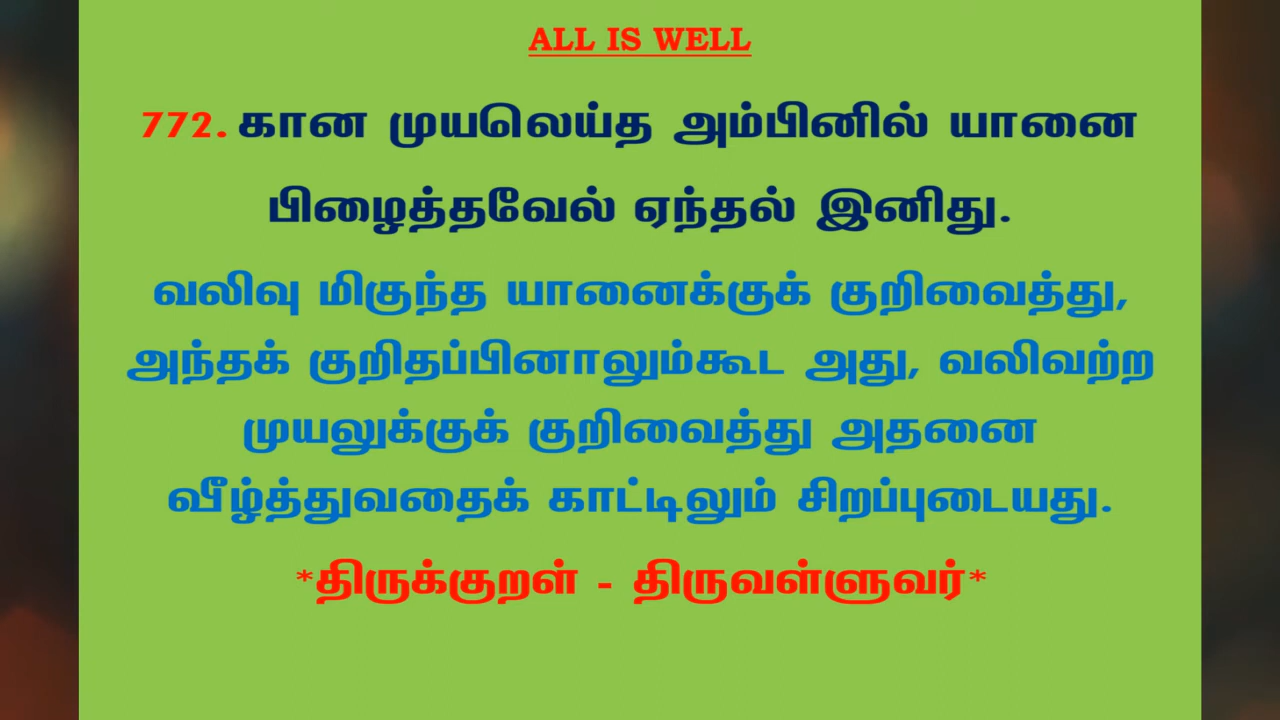 ALL IS WELL
772. கான முயலெய்த அம்பினில் யானை
பிழைத்தவேல் ஏந்தல் இனிது.
வலிவு மிகுந்த யானைக்குக் குறிவைத்து,
அந்தக் குறிதப்பினாலும்கூட அது, வலிவற்ற
முயலுக்குக் குறிவைத்து அதனை
வீழ்த்துவதைக் காட்டிலும் சிறப்புடையது.
*திருக்குறள் - திருவள்ளுவர்*